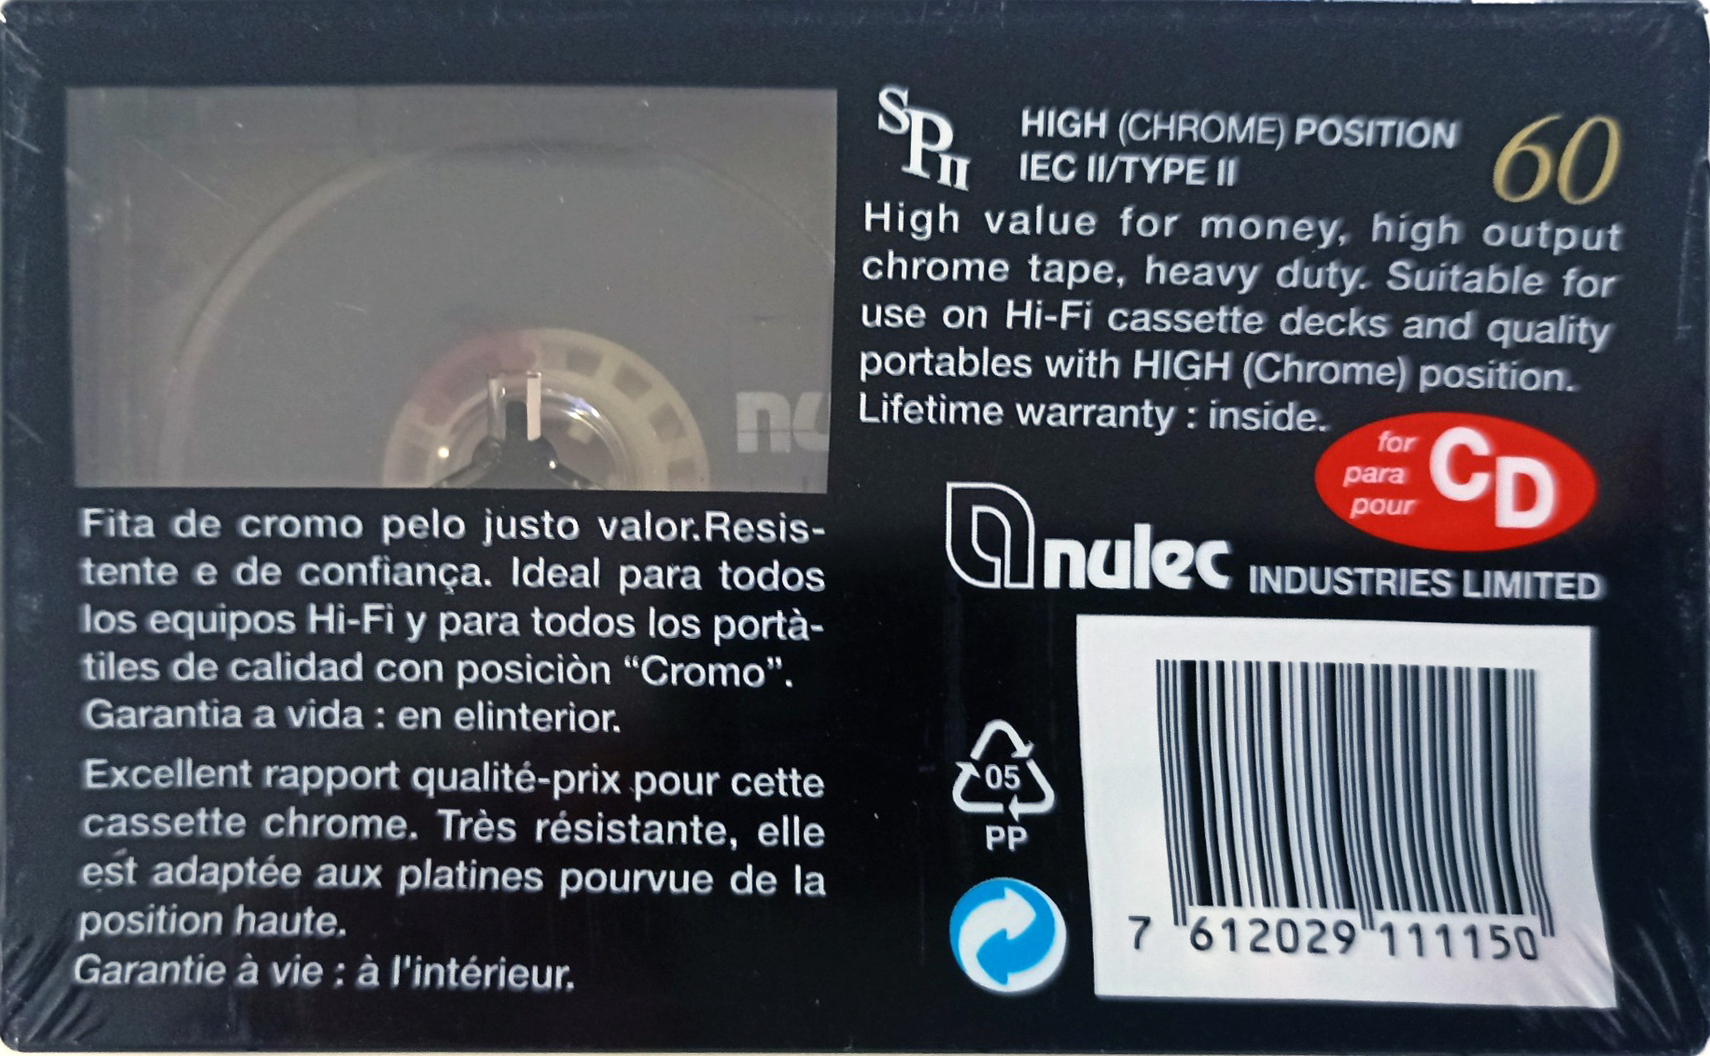 SPII
HIGH (CHROME) POSITION
IEC II/TYPE II
60
High value for money, high output
chrome tape, heavy duty. Suitable for
use on Hi-Fi cassette decks and quality
portables with HIGH (Chrome) position.
Lifetime warranty : inside.
for
para
pour
CD
nulec INDUSTRIES LIMITED
nu
Fita de cromo pelo justo valor.Resis-
tente e de confiança. Ideal para todos
los equipos Hi-Fi y para todos los portà-
tiles de calidad con posiciòn “Cromo”.
Garantia a vida : en elinterior.
Excellent rapport qualité-prix pour cette
cassette chrome. Très résistante, elle
est adaptée aux platines pourvue de la
position haute.
Garantie à vie : à l'intérieur.
05
PP
7 612029 111150